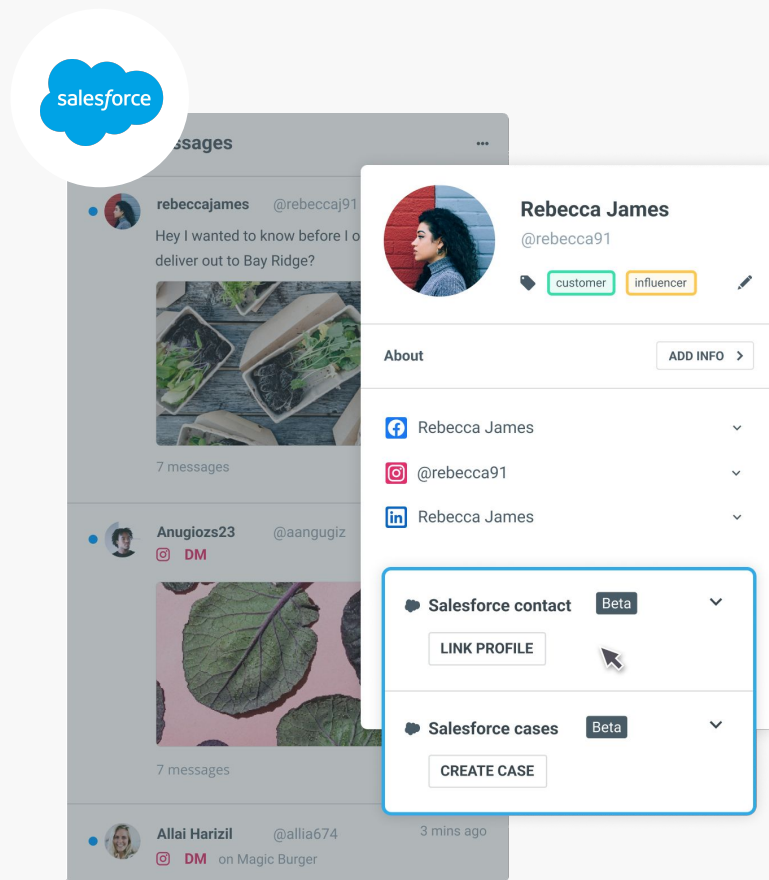 salesforce
ssages
rebeccajames @rebeccaj91
Hey I wanted to know before I o
deliver out to Bay Ridge?
7 messages
Anugiozs23 @aangugiz
DM
7 messages
Allai Harizil @allia674 3 mins ago
DM on Magic Burger
Rebecca James
@rebecca91
customer influencer
About ADD INFO
Rebecca James
@rebecca91
in Rebecca James
Salesforce contact Beta
LINK PROFILE
Salesforce cases Beta
CREATE CASE